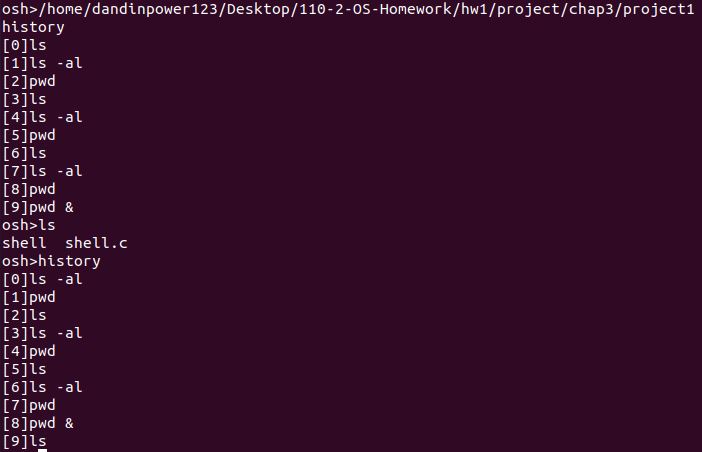 osh>/home/dandinpower123/Desktop/110-2-OS-Homework/hw1/project/chap3/project1
history
[0]ls
[1]ls -al
[2]pwd
[3]ls
[4]ls -al
[5]pwd
[6]ls
[7]ls -al
[8]pwd
[9]pwd &
osh>ls
shell  shell.c
osh>history
[0]ls -al
[1]pwd
[2]ls
[3]ls -al
[4]pwd
[5]ls
[6]ls -al
[7]pwd
[8]pwd &
[9]ls